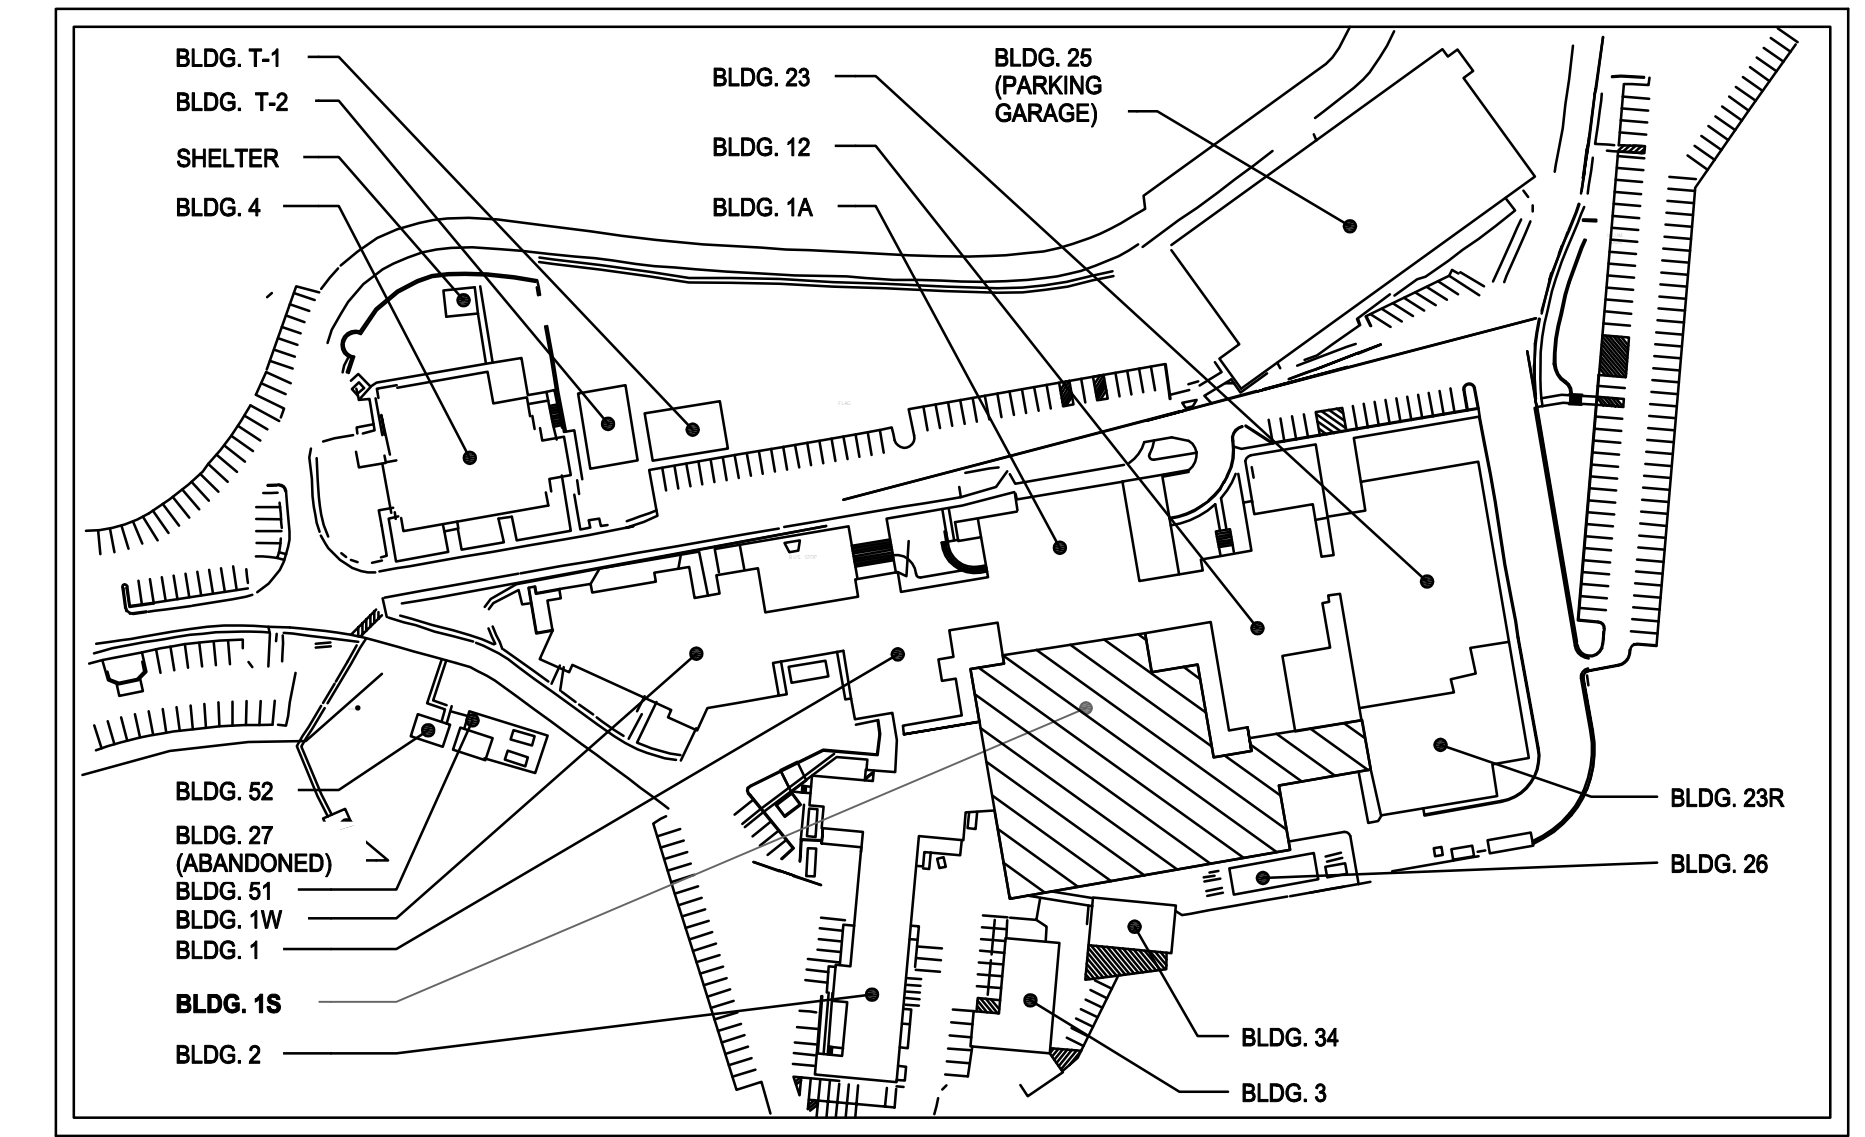 BLDG. T-1
BLDG. T-2
SHELTER
BLDG. 4
BLDG. 23
BLDG. 12
BLDG. 1A
BLDG. 25
(PARKING
GARAGE)
BLDG. 52
BLDG. 27
(ABANDONED)
BLDG. 51
BLDG. 1W
BLDG. 1
BLDG. 1S
BLDG. 2
BLDG. 23R
BLDG. 26
BLDG. 34
BLDG. 3